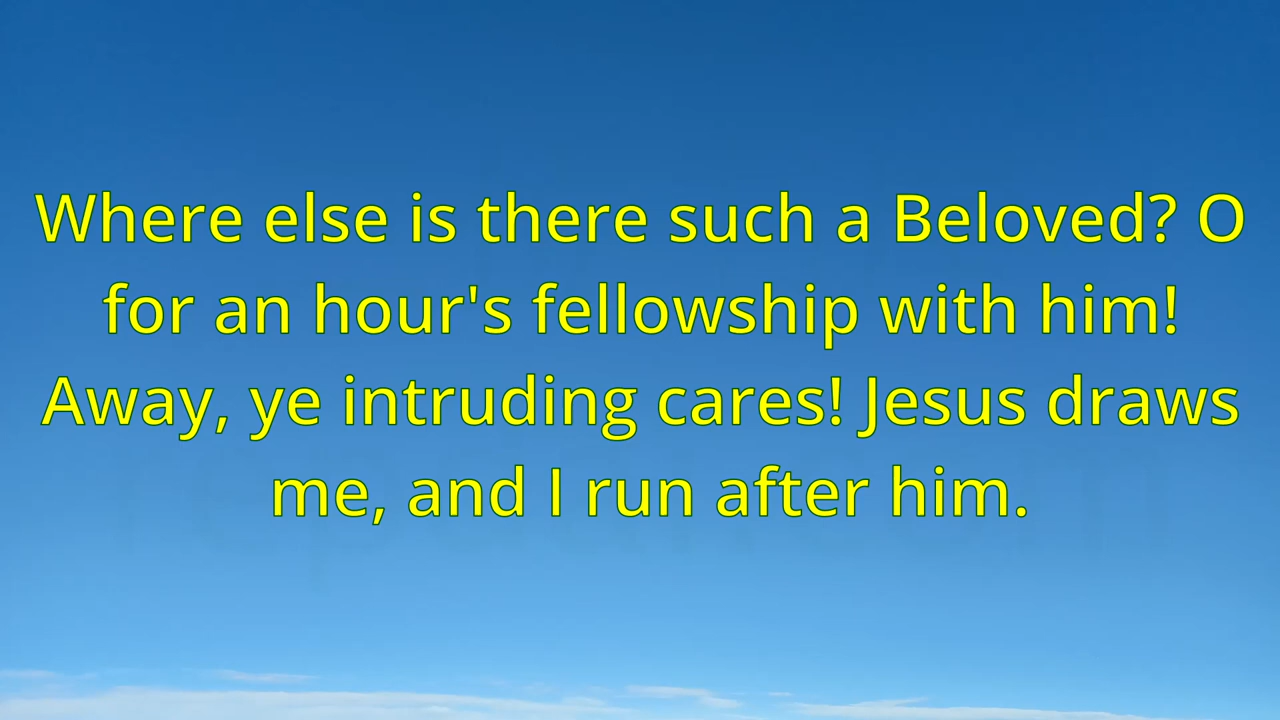 Where else is there such a Beloved? O
for an hour's fellowship with him!
Away, ye intruding cares! Jesus draws
me, and I run after him.